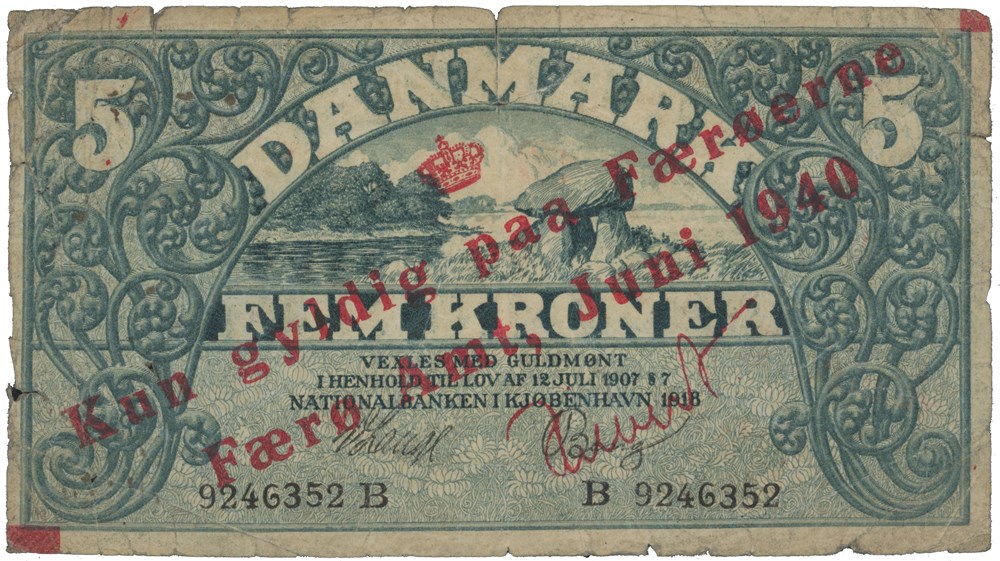 5 DANMARK 5
FEM KRONER
VEXLES MED GULDMØNT
I HENHOLD TIL LOV AF 12 JULI 1907 § 7
NATIONALBANKEN I KJØBENHAVN 1918
9246352 B B 9246352
Kun gyldig paa Færøerne
Færø Amt, Juni 1940